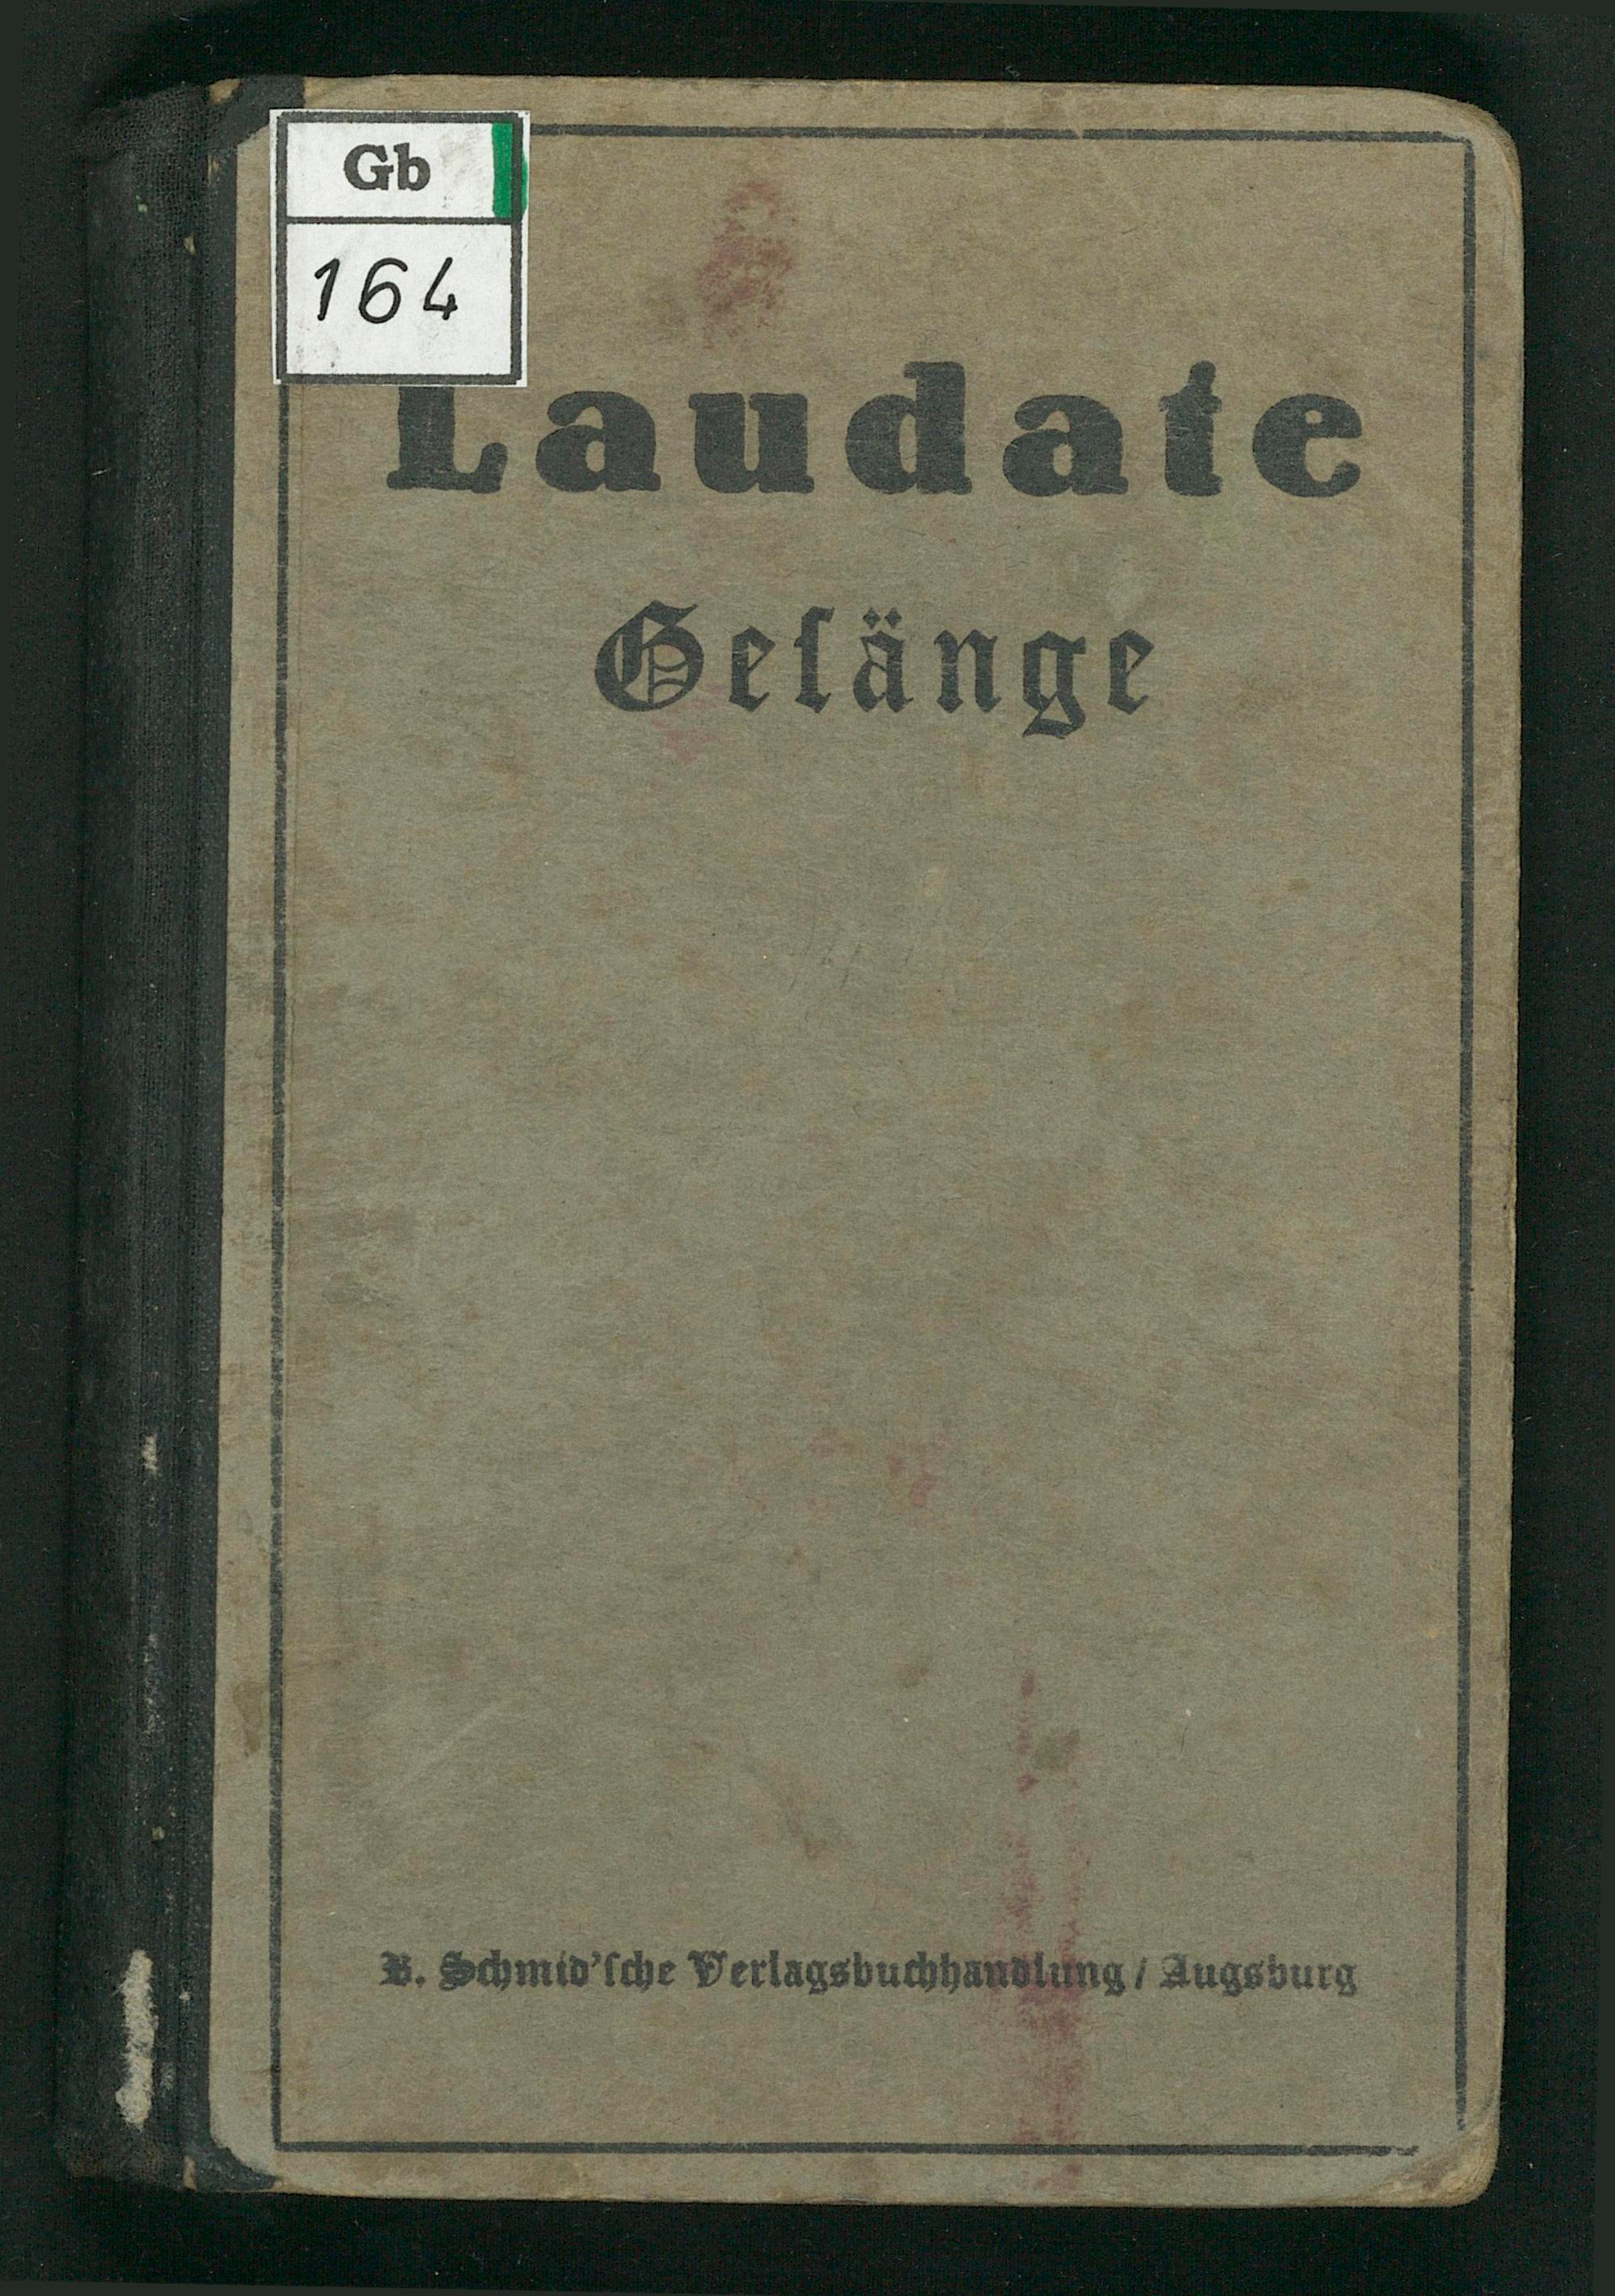 Gb
164
Laudate
Geſänge
B. Schmid'ſche Verlagsbuchhandlung / Augsburg